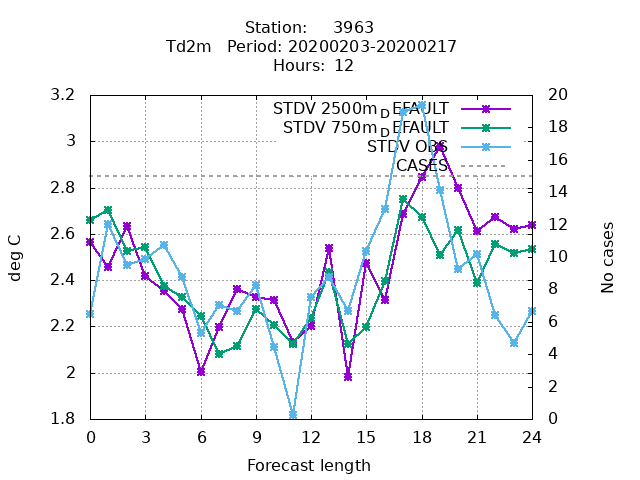 Station: 3963
Td2m Period: 20200203-20200217
Hours: 12
STDV 2500m_DEFAULT
STDV 750m_DEFAULT
STDV OBS
CASES
3.2
3
2.8
2.6
2.4
2.2
2
1.8
deg C
20
18
16
14
12
10
8
6
4
2
0
No cases
0 3 6 9 12 15 18 21 24
Forecast length